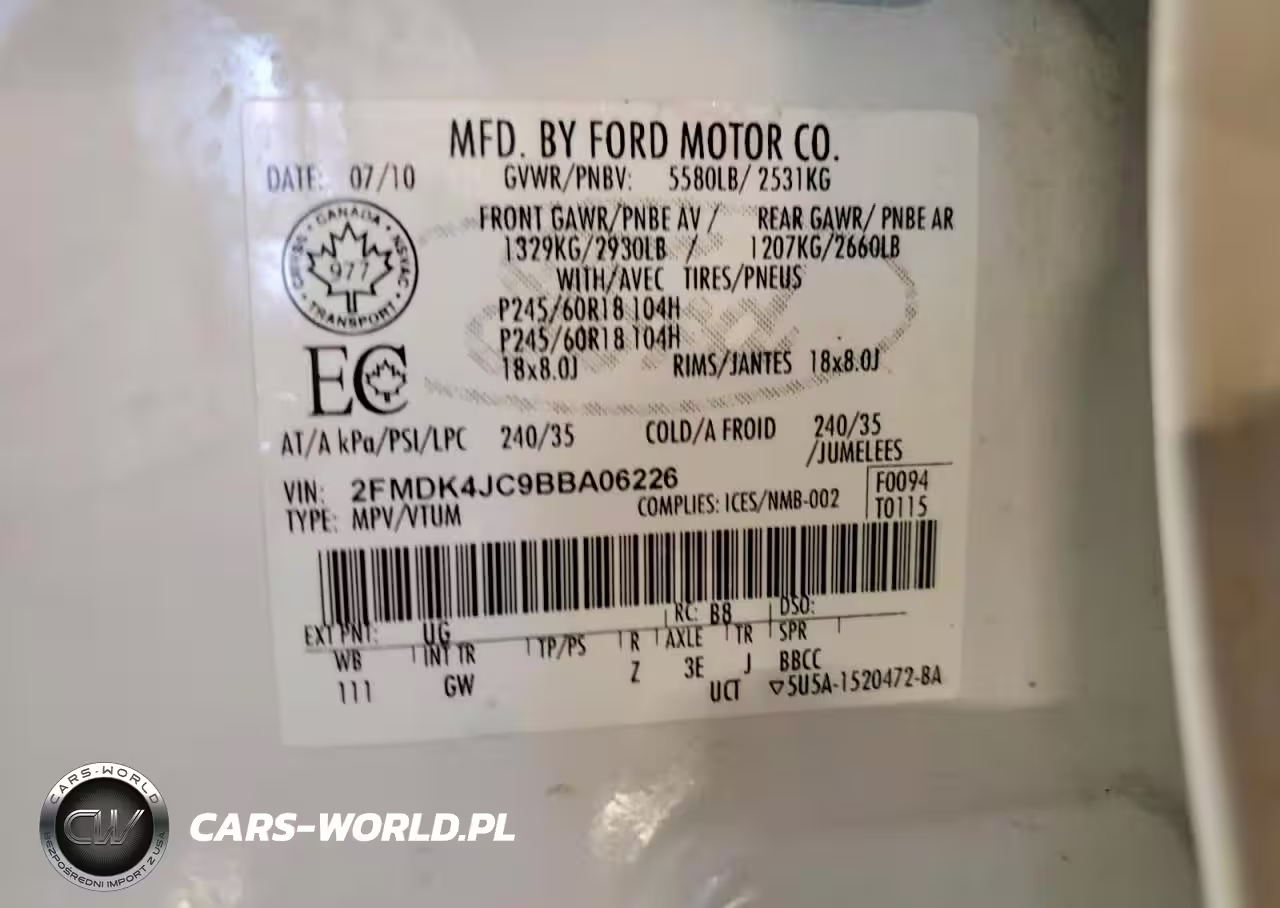 MFD. BY FORD MOTOR CO.
DATE: 07/10 GVWR/PNBV: 5580LB/ 2531KG
FRONT GAWR/PNBE AV / REAR GAWR/ PNBE AR
1329KG/2930LB / 1207KG/2660LB
WITH/AVEC TIRES/PNEUS
P245/60R18 104H
P245/60R18 104H
18x8.0J RIMS/JANTES 18x8.0J
CANADA
977
TRANSPORT
EC
AT/A kPa/PSI/LPC 240/35 COLD/A FROID 240/35
/JUMELEES
VIN: 2FMDK4JC9BBA06226
TYPE: MPV/VTUM COMPLIES: ICES/NMB-002
F0094
T0115
RC: B8 DSO:
EXT PNT: UG
WB INT TR TP/PS R AXLE TR SPR
111 GW Z 3E J BBCC
UCT ▽5U5A-1520472-BA
CARS-WORLD
CW
BEZPOŚREDNI IMPORT Z USA
CARS-WORLD.PL